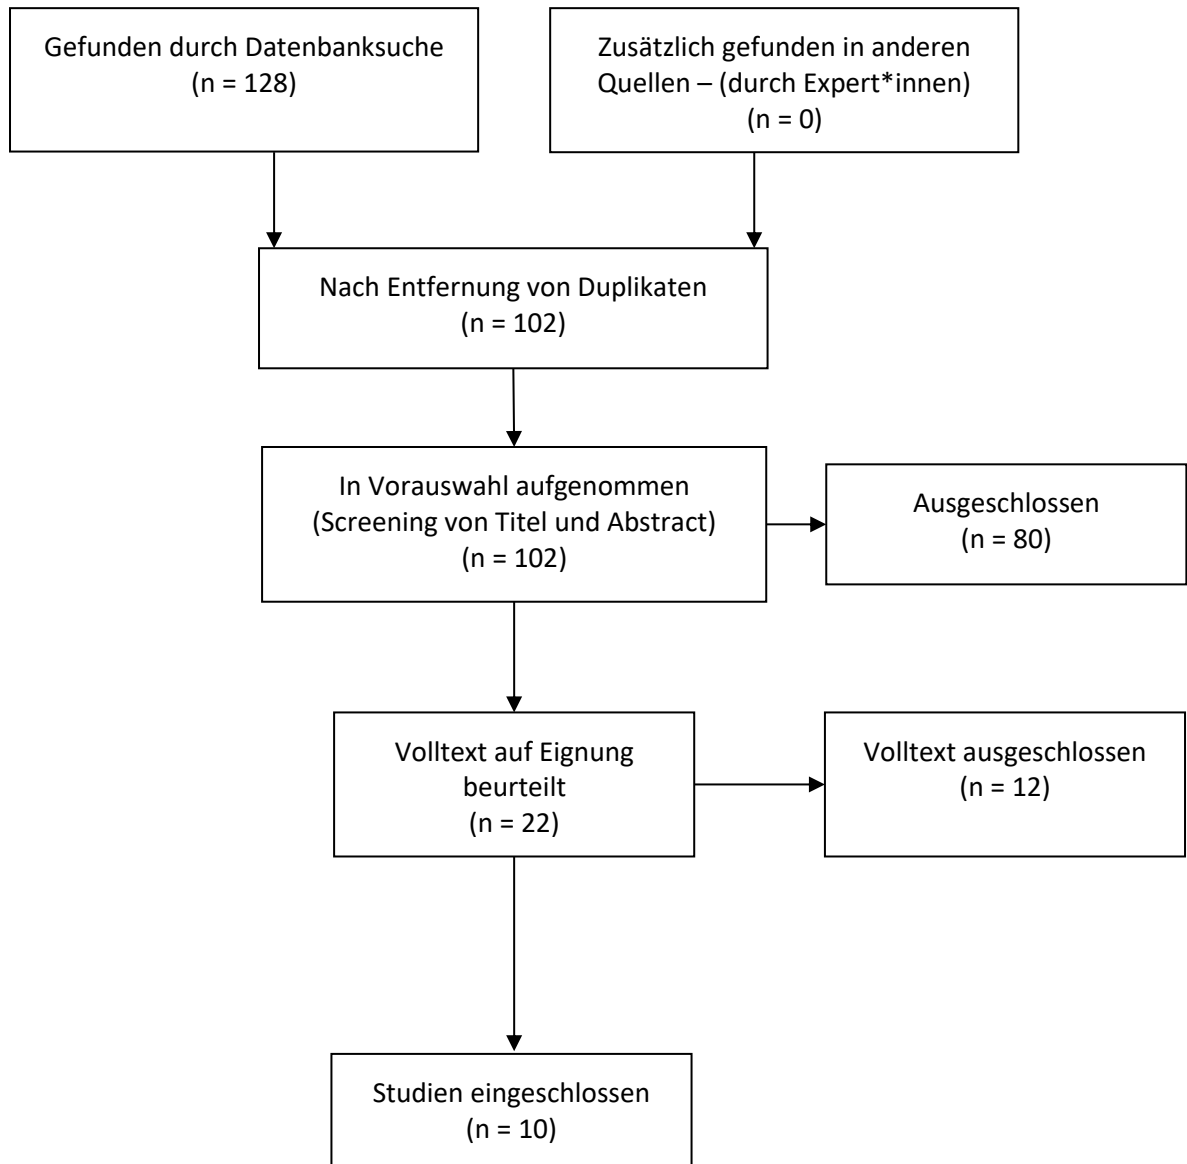 Gefunden durch Datenbanksuche
(n = 128)
Zusätzlich gefunden in anderen
Quellen – (durch Expert*innen)
(n = 0)
Nach Entfernung von Duplikaten
(n = 102)
In Vorauswahl aufgenommen
(Screening von Titel und Abstract)
(n = 102)
Ausgeschlossen
(n = 80)
Volltext auf Eignung
beurteilt
(n = 22)
Volltext ausgeschlossen
(n = 12)
Studien eingeschlossen
(n = 10)